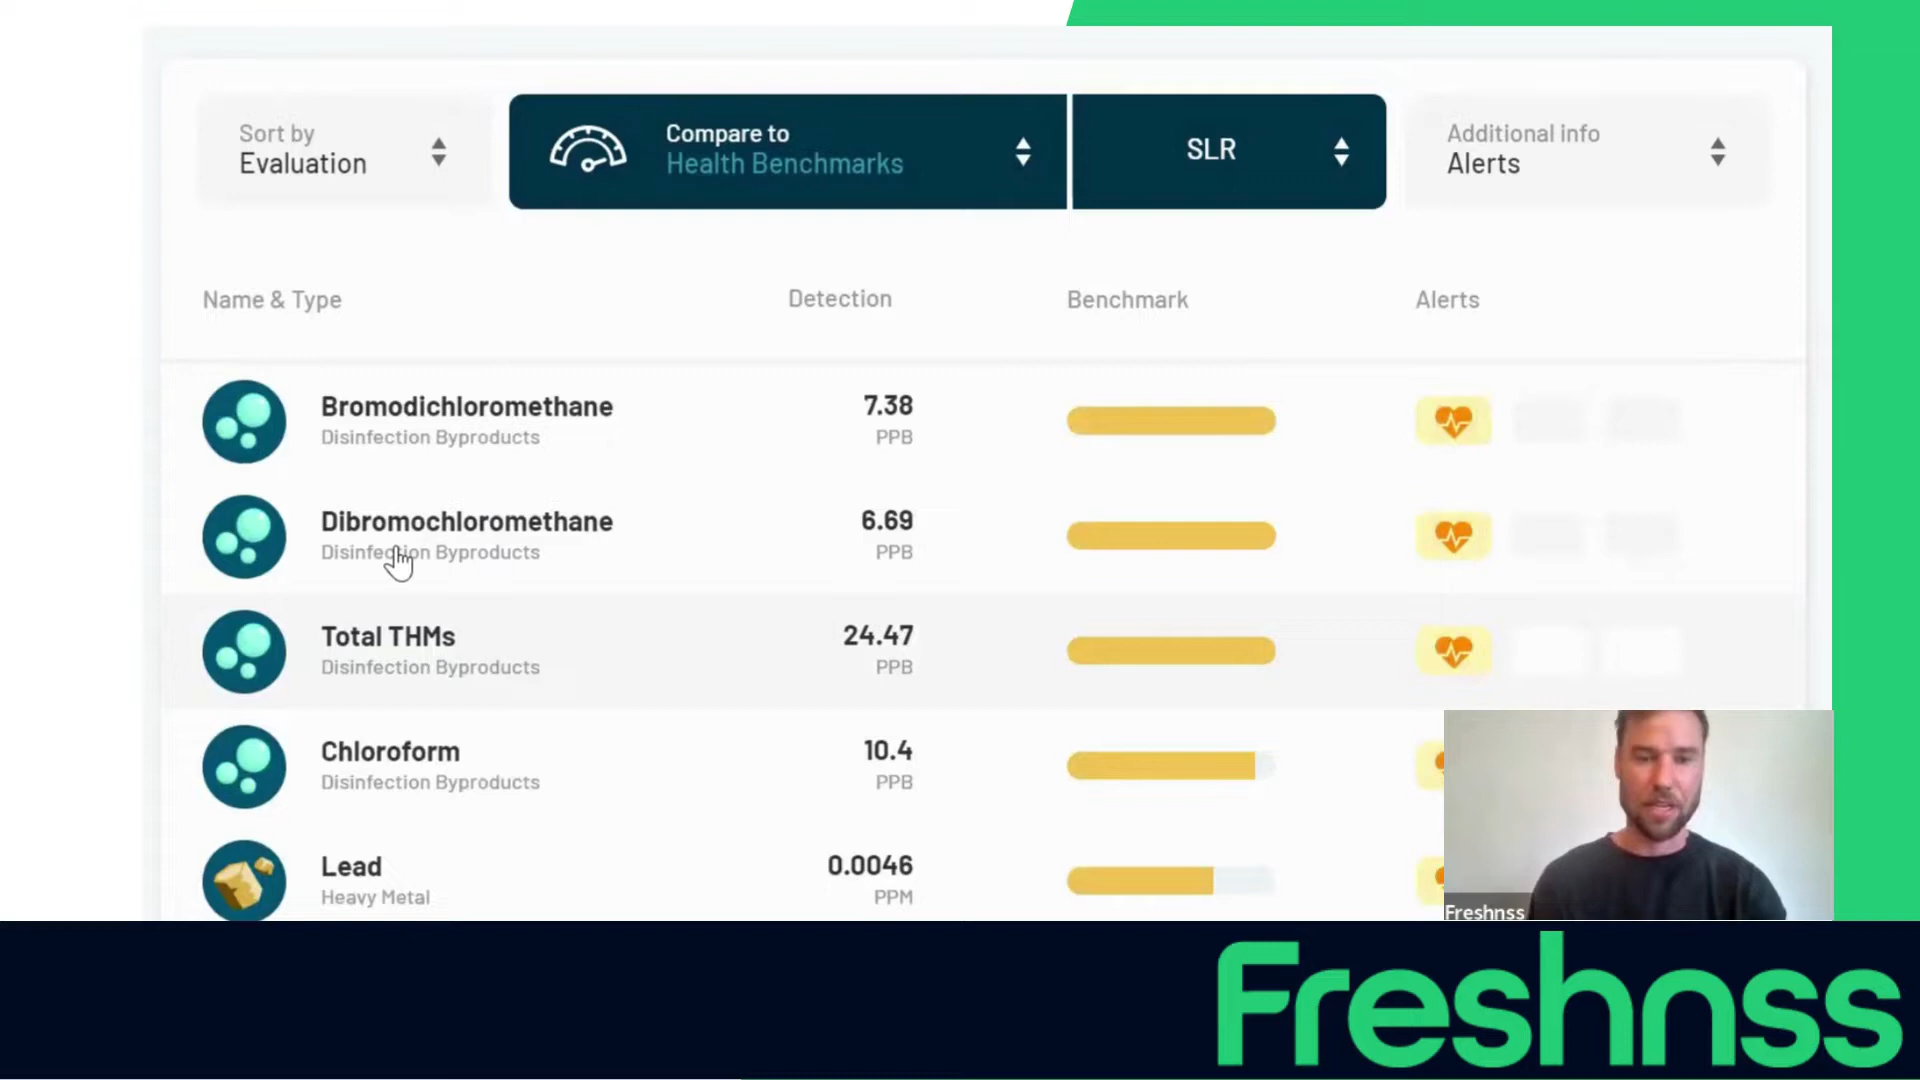 Sort by
Evaluation
Compare to
Health Benchmarks
SLR
Additional info
Alerts
Name & Type
Detection
Benchmark
Alerts
Bromodichloromethane
Disinfection Byproducts
7.38
PPB
Dibromochloromethane
Disinfection Byproducts
6.69
PPB
Total THMs
Disinfection Byproducts
24.47
PPB
Chloroform
Disinfection Byproducts
10.4
PPB
Lead
Heavy Metal
0.0046
PPM
Freshnss
Freshnss